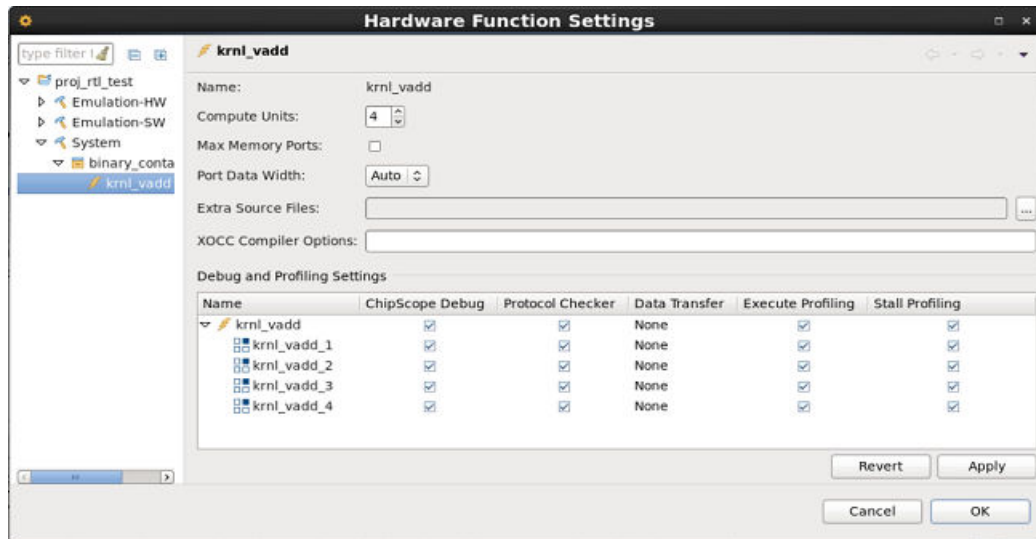 Hardware Function Settings
type filter t
krnl_vadd
proj_rtl_test
Emulation-HW
Emulation-SW
System
binary_conta
krnl_vadd
Name: krnl_vadd
Compute Units: 4
Max Memory Ports:
Port Data Width: Auto
Extra Source Files: ...
XOCC Compiler Options:
Debug and Profiling Settings
Name ChipScope Debug Protocol Checker Data Transfer Execute Profiling Stall Profiling
krnl_vadd None
krnl_vadd_1 None
krnl_vadd_2 None
krnl_vadd_3 None
krnl_vadd_4 None
Revert Apply
Cancel OK